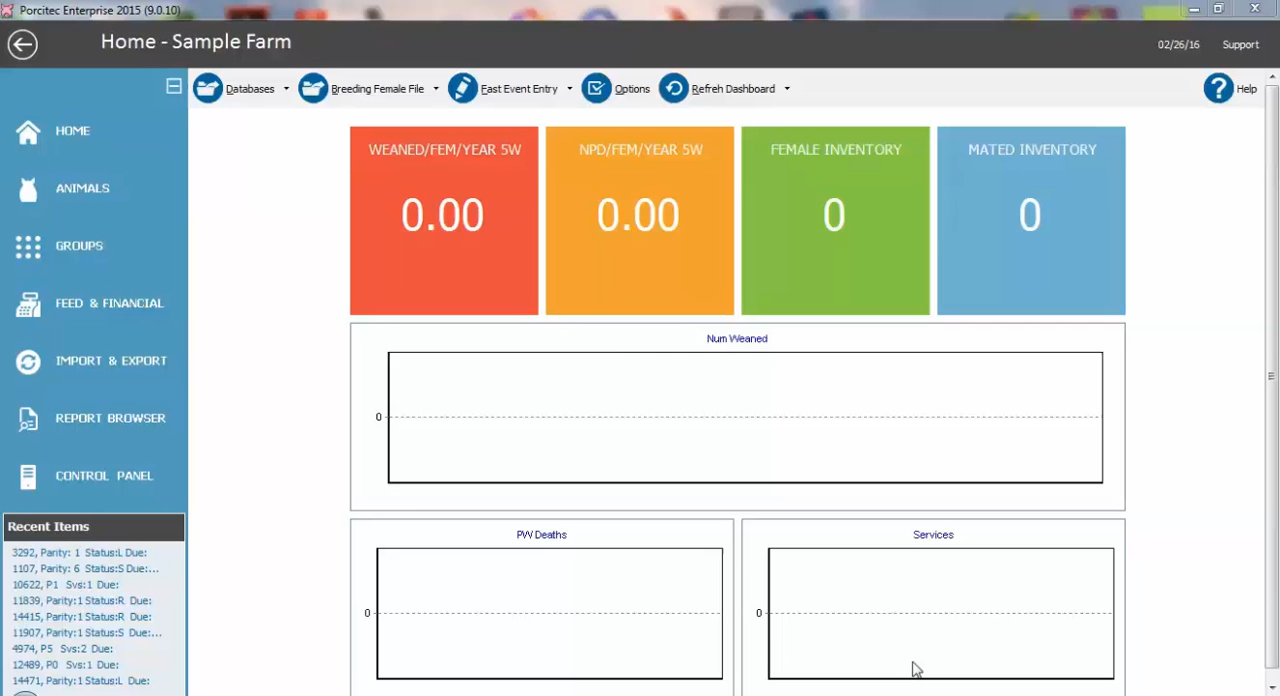 Porcitec Enterprise 2015 (9.0.10)
Home - Sample Farm
02/26/16 Support
Databases Breeding Female File Fast Event Entry Options Refreh Dashboard Help
HOME
ANIMALS
GROUPS
FEED & FINANCIAL
IMPORT & EXPORT
REPORT BROWSER
CONTROL PANEL
Recent Items
3292, Parity: 1 Status:L Due:
1107, Parity: 6 Status:S Due:...
10622, P1 Svs:1 Due:
11839, Parity:1 Status:R Due:
14415, Parity:1 Status:R Due:
11907, Parity:1 Status:S Due:...
4974, P5 Svs:2 Due:
12489, P0 Svs:1 Due:
14471, Parity:1 Status:L Due:
WEANED/FEM/YEAR 5W
0.00
NPD/FEM/YEAR 5W
0.00
FEMALE INVENTORY
0
MATED INVENTORY
0
Num Weaned
0
PW Deaths
0
Services
0